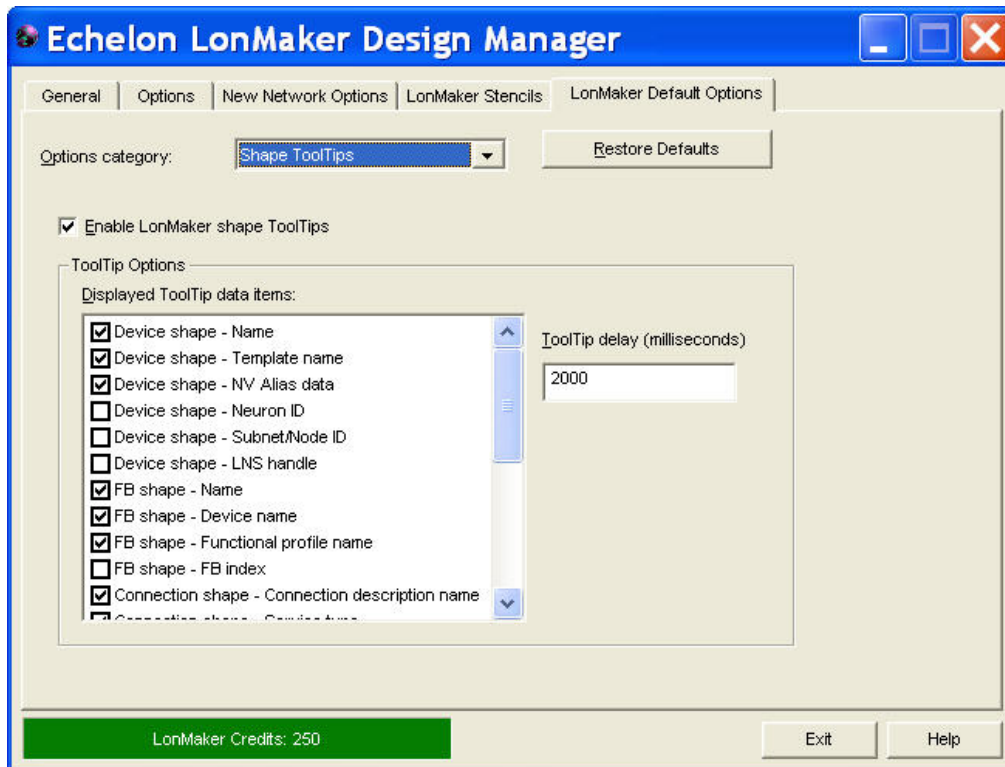 Echelon LonMaker Design Manager
General
Options
New Network Options
LonMaker Stencils
LonMaker Default Options
Options category:
Shape ToolTips
Restore Defaults
Enable LonMaker shape ToolTips
ToolTip Options
Displayed ToolTip data items:
Device shape - Name
Device shape - Template name
Device shape - NV Alias data
Device shape - Neuron ID
Device shape - Subnet/Node ID
Device shape - LNS handle
FB shape - Name
FB shape - Device name
FB shape - Functional profile name
FB shape - FB index
Connection shape - Connection description name
Connection shape - Service type
ToolTip delay (milliseconds)
2000
LonMaker Credits: 250
Exit
Help